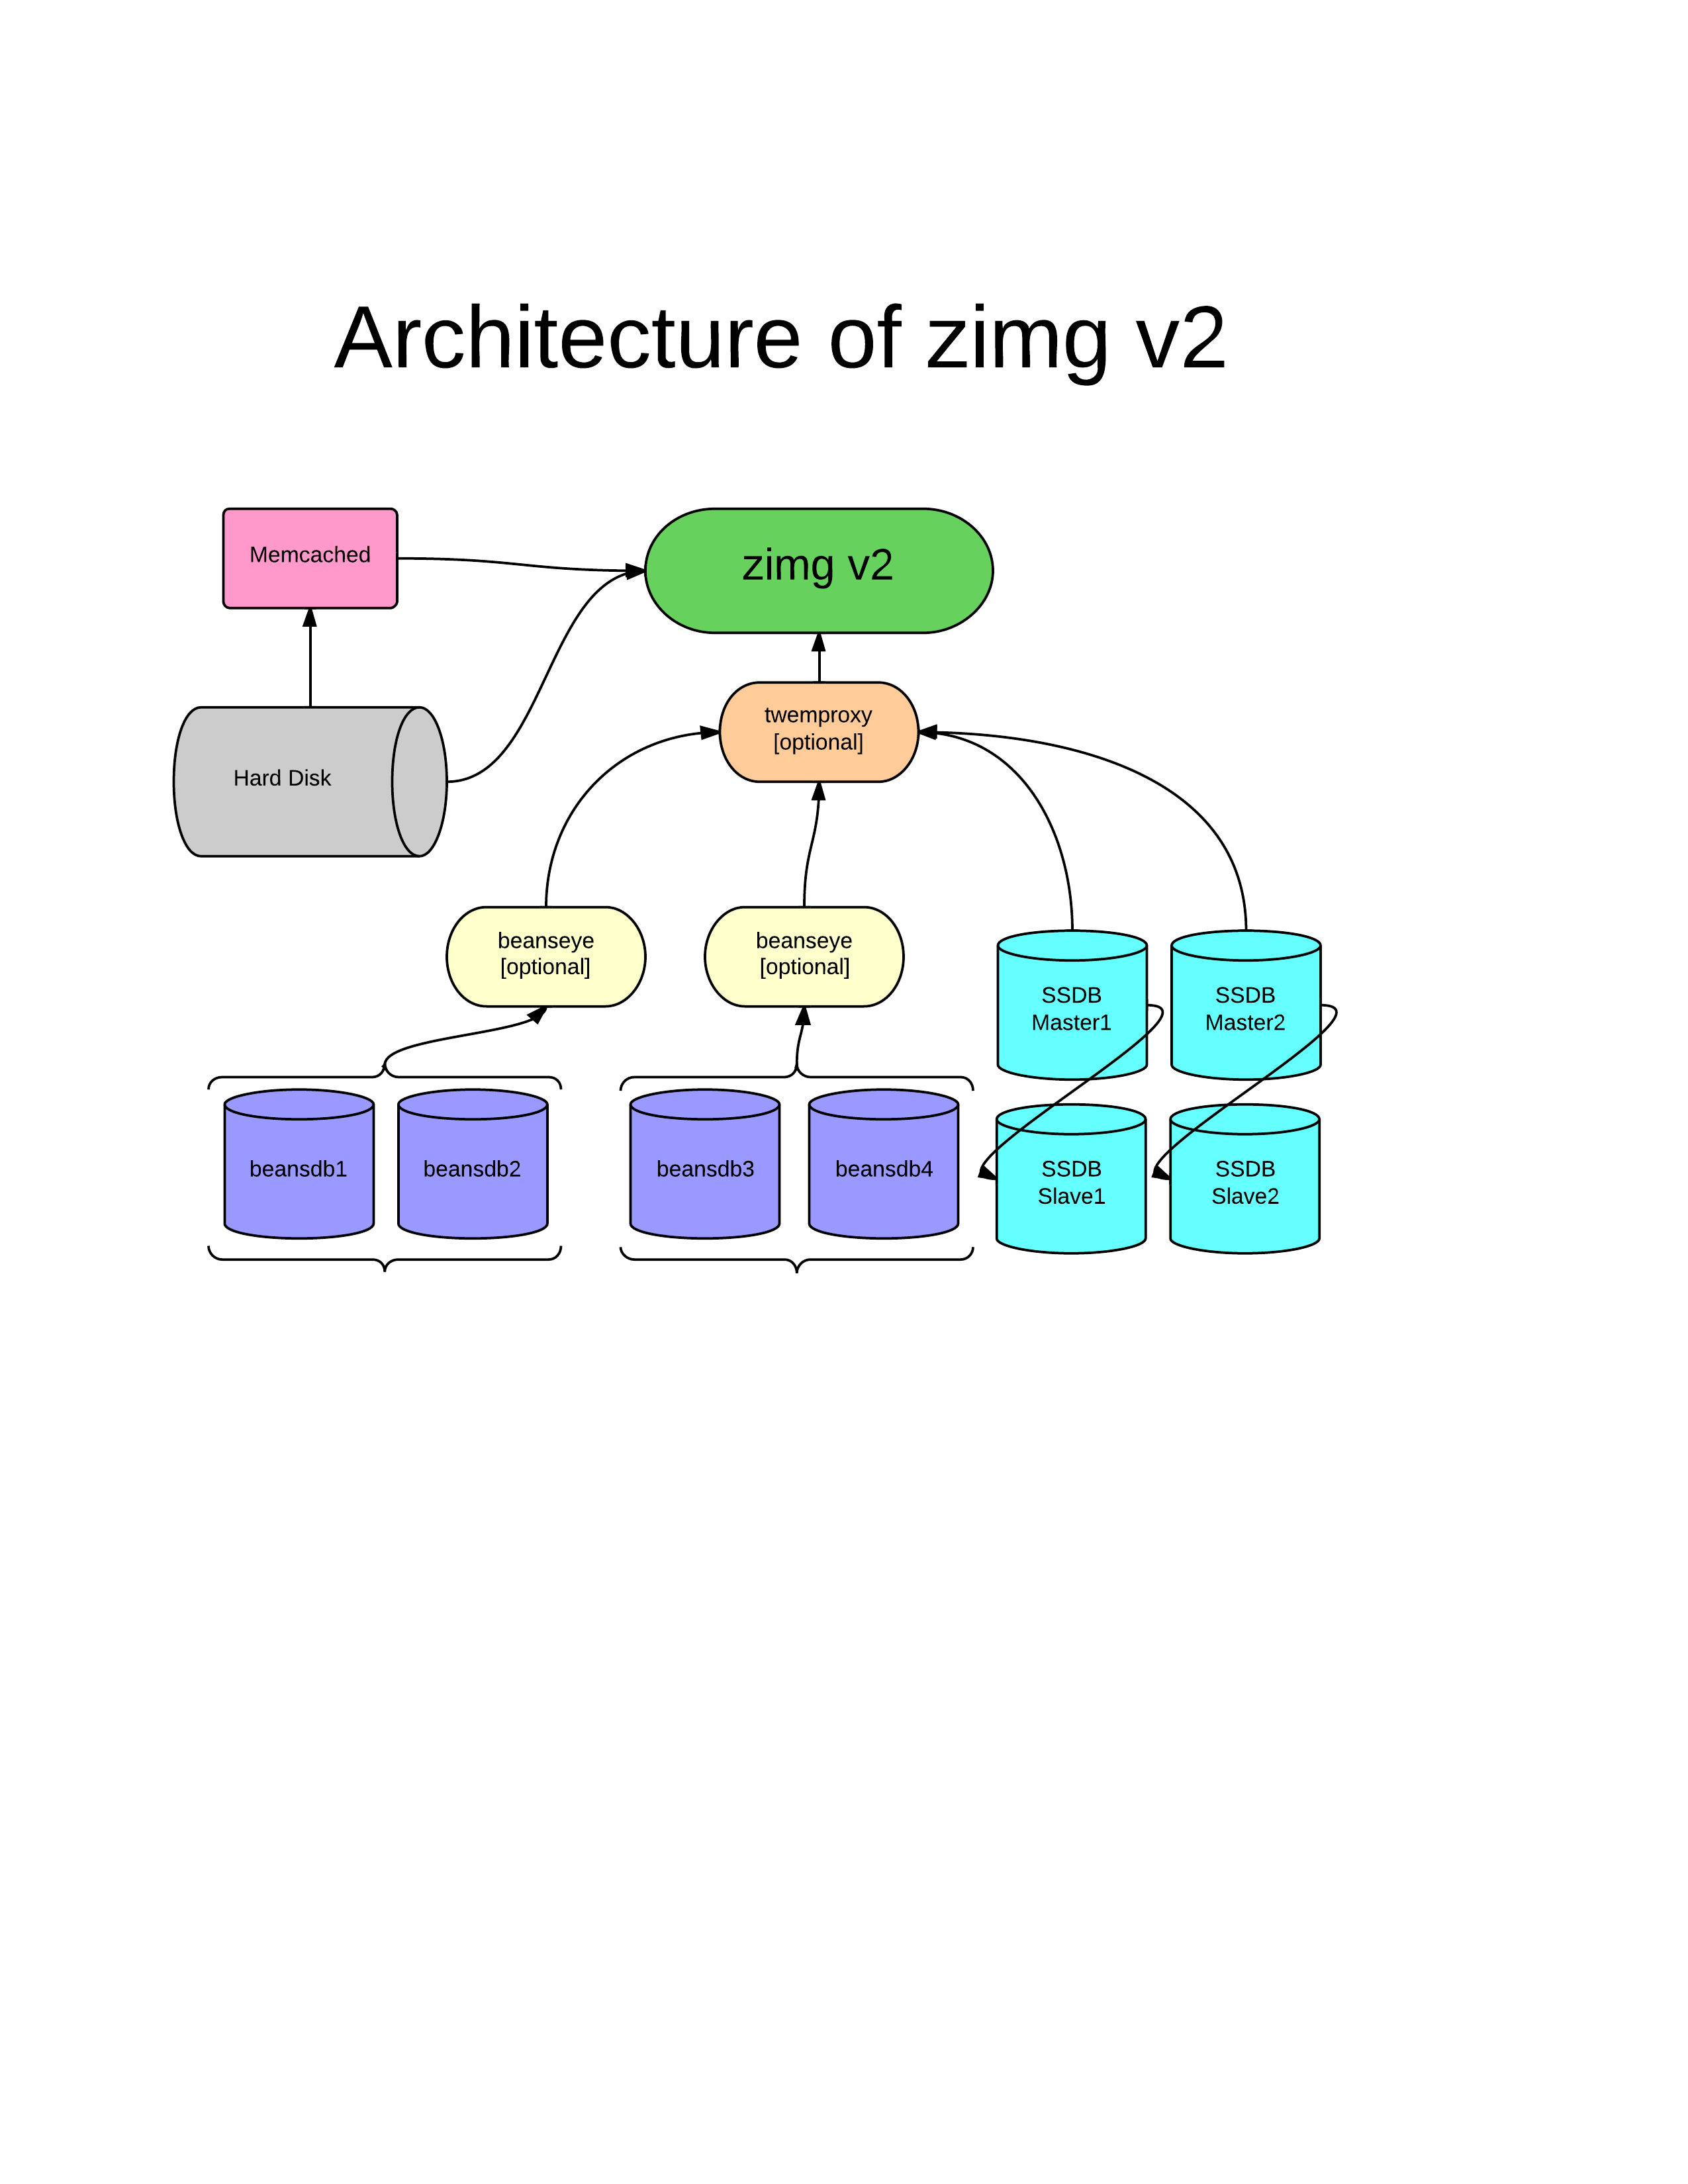 Architecture of zimg v2
Memcached
zimg v2
twemproxy
[optional]
Hard Disk
beanseye
[optional]
beanseye
[optional]
SSDB
Master1
SSDB
Master2
beansdb1
beansdb2
beansdb3
beansdb4
SSDB
Slave1
SSDB
Slave2